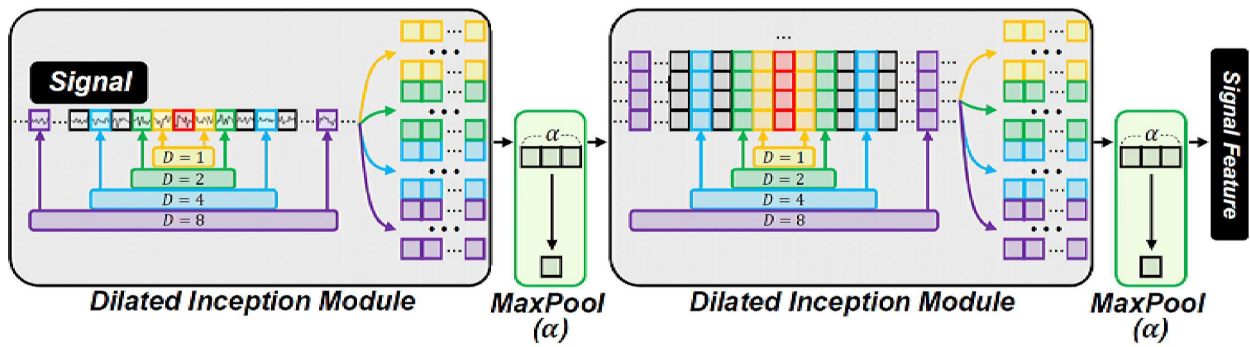 Signal
D = 1
D = 2
D = 4
D = 8
Dilated Inception Module
α
MaxPool
(α)
...
D = 1
D = 2
D = 4
D = 8
Dilated Inception Module
α
MaxPool
(α)
Signal Feature